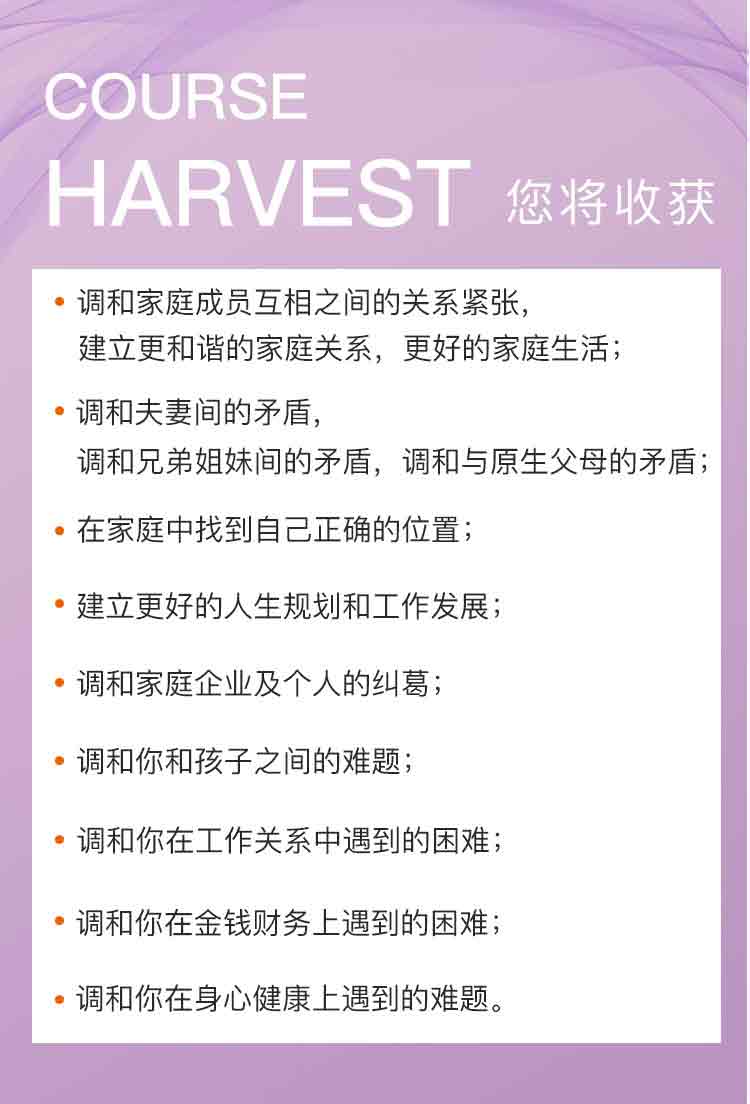 COURSE
HARVEST 您将收获
• 调和家庭成员互相之间的关系紧张，
建立更和谐的家庭关系，更好的家庭生活；
• 调和夫妻间的矛盾，
调和兄弟姐妹间的矛盾，调和与原生父母的矛盾；
• 在家庭中找到自己正确的位置；
• 建立更好的人生规划和工作发展；
• 调和家庭企业及个人的纠葛；
• 调和你和孩子之间的难题；
• 调和你在工作关系中遇到的困难；
• 调和你在金钱财务上遇到的困难；
• 调和你在身心健康上遇到的难题。